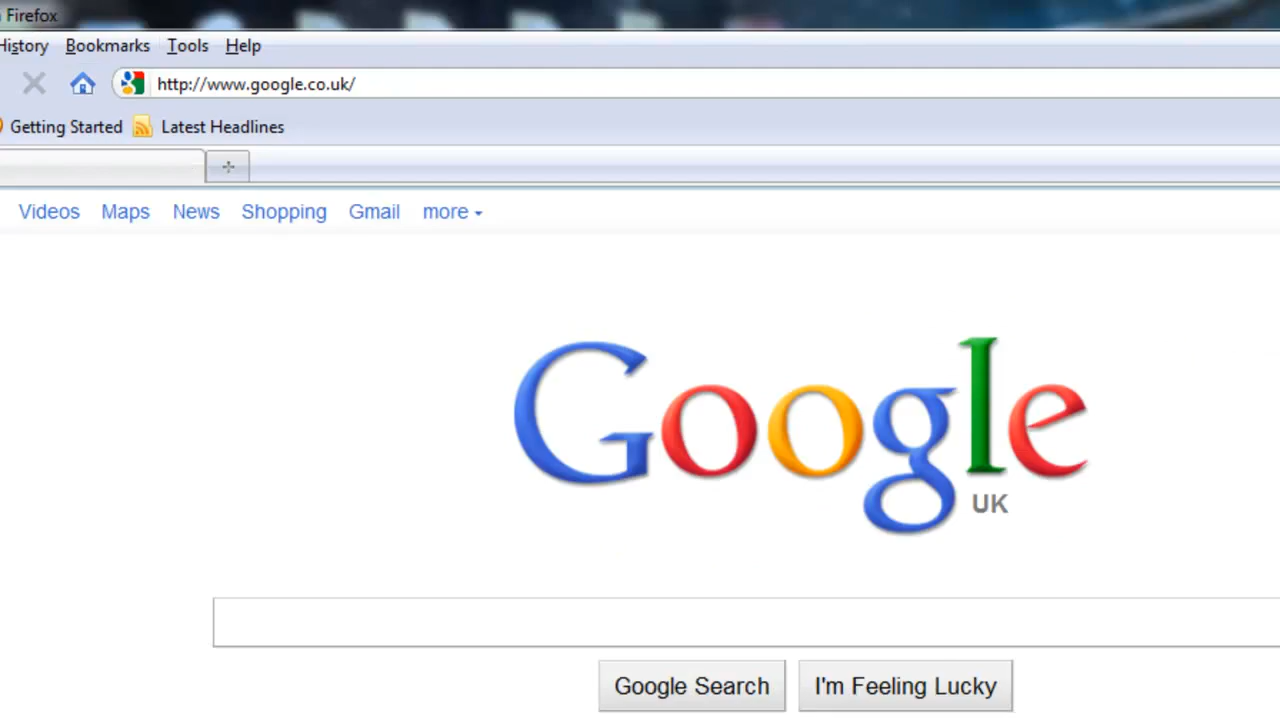 Firefox
History Bookmarks Tools Help
http://www.google.co.uk/
Getting Started Latest Headlines
Videos Maps News Shopping Gmail more
Google
UK
Google Search I'm Feeling Lucky